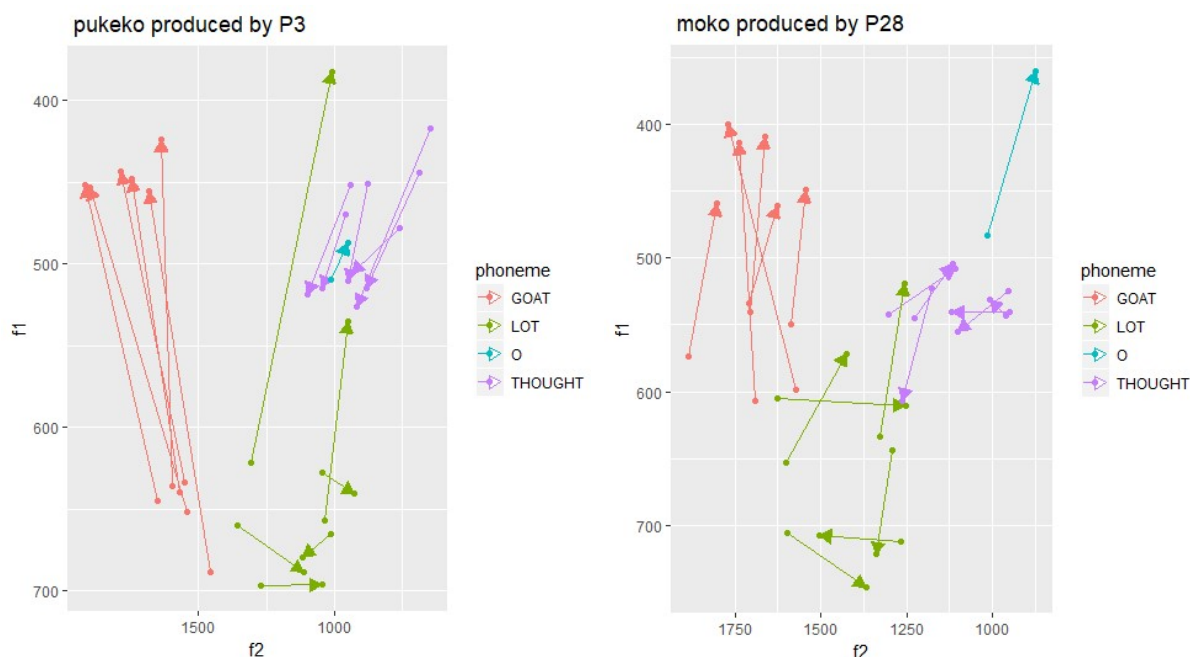 pukeko produced by P3
400
500
600
700
f1
1500
1000
f2
phoneme
GOAT
LOT
O
THOUGHT
moko produced by P28
400
500
600
700
f1
1750
1500
1250
1000
f2
phoneme
GOAT
LOT
O
THOUGHT